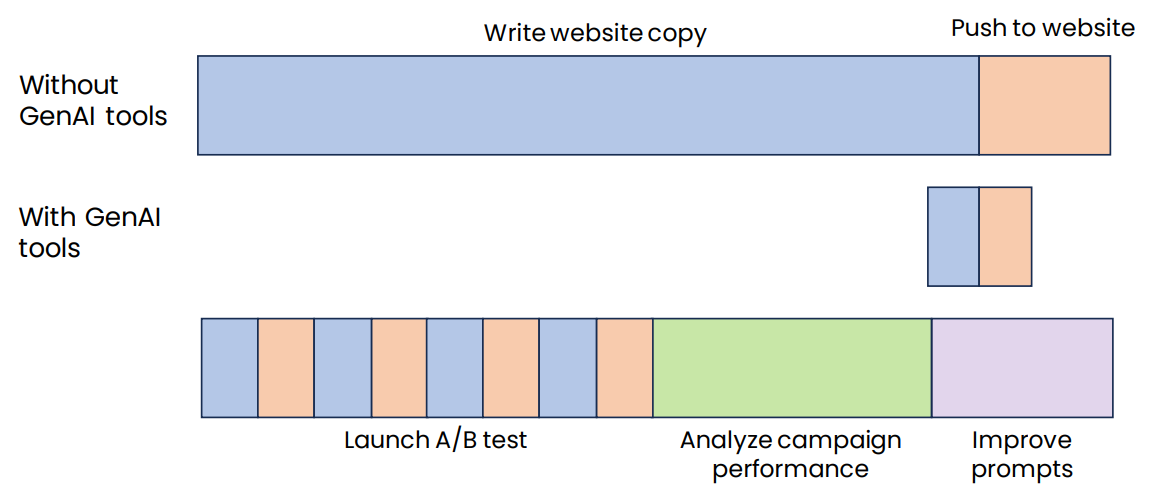 Write website copy
Push to website
Without
GenAI tools
With GenAI
tools
Launch A/B test
Analyze campaign
performance
Improve
prompts